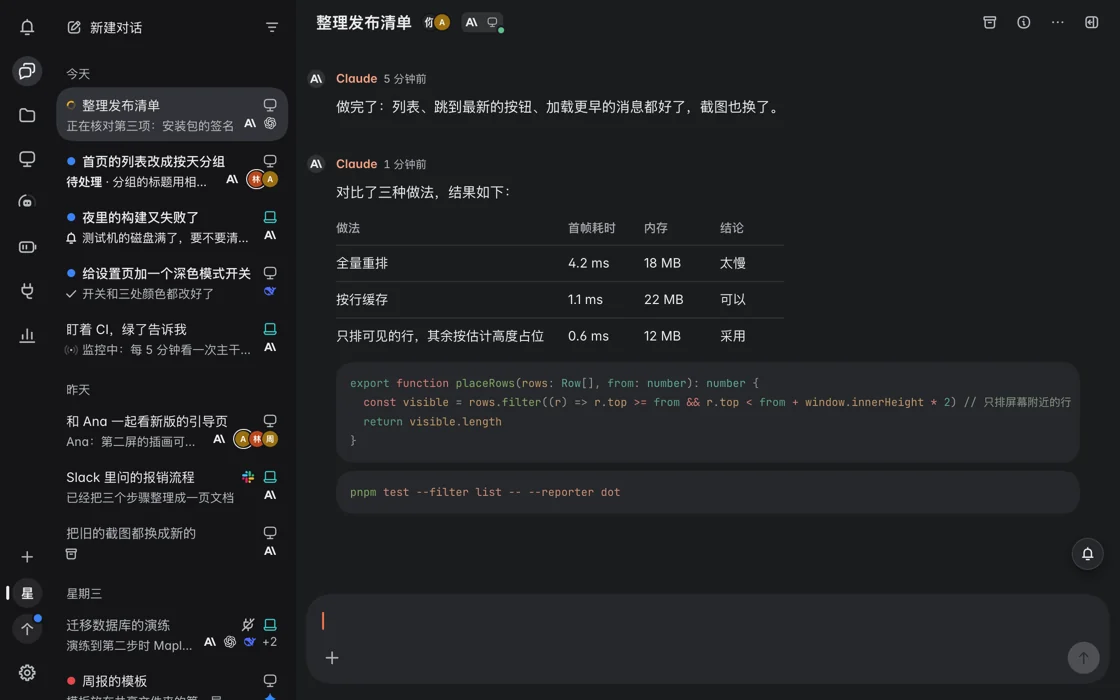 新建对话
今天
整理发布清单
正在核对第三项：安装包的签名
首页的列表改成按天分组
待处理 · 分组的标题用相...
林 A
夜里的构建又失败了
测试机的磁盘满了，要不要清...
给设置页加一个深色模式开关
开关和三处颜色都改好了
盯着 CI，绿了告诉我
监控中：每 5 分钟看一次主干...
昨天
和 Ana 一起看新版的引导页
Ana：第二屏的插画可...
A 林 周
Slack 里问的报销流程
已经把三个步骤整理成一页文档
把旧的截图都换成新的
星期三
迁移数据库的演练
演练到第二步时 Mapl...
+2
周报的模板
星
整理发布清单
A
Claude 5 分钟前
做完了：列表、跳到最新的按钮、加载更早的消息都好了，截图也换了。
Claude 1 分钟前
对比了三种做法，结果如下：
做法 首帧耗时 内存 结论
全量重排 4.2 ms 18 MB 太慢
按行缓存 1.1 ms 22 MB 可以
只排可见的行，其余按估计高度占位 0.6 ms 12 MB 采用
export function placeRows(rows: Row[], from: number): number {
const visible = rows.filter((r) => r.top >= from && r.top < from + window.innerHeight * 2) // 只排屏幕附近的行
return visible.length
}
pnpm test --filter list -- --reporter dot